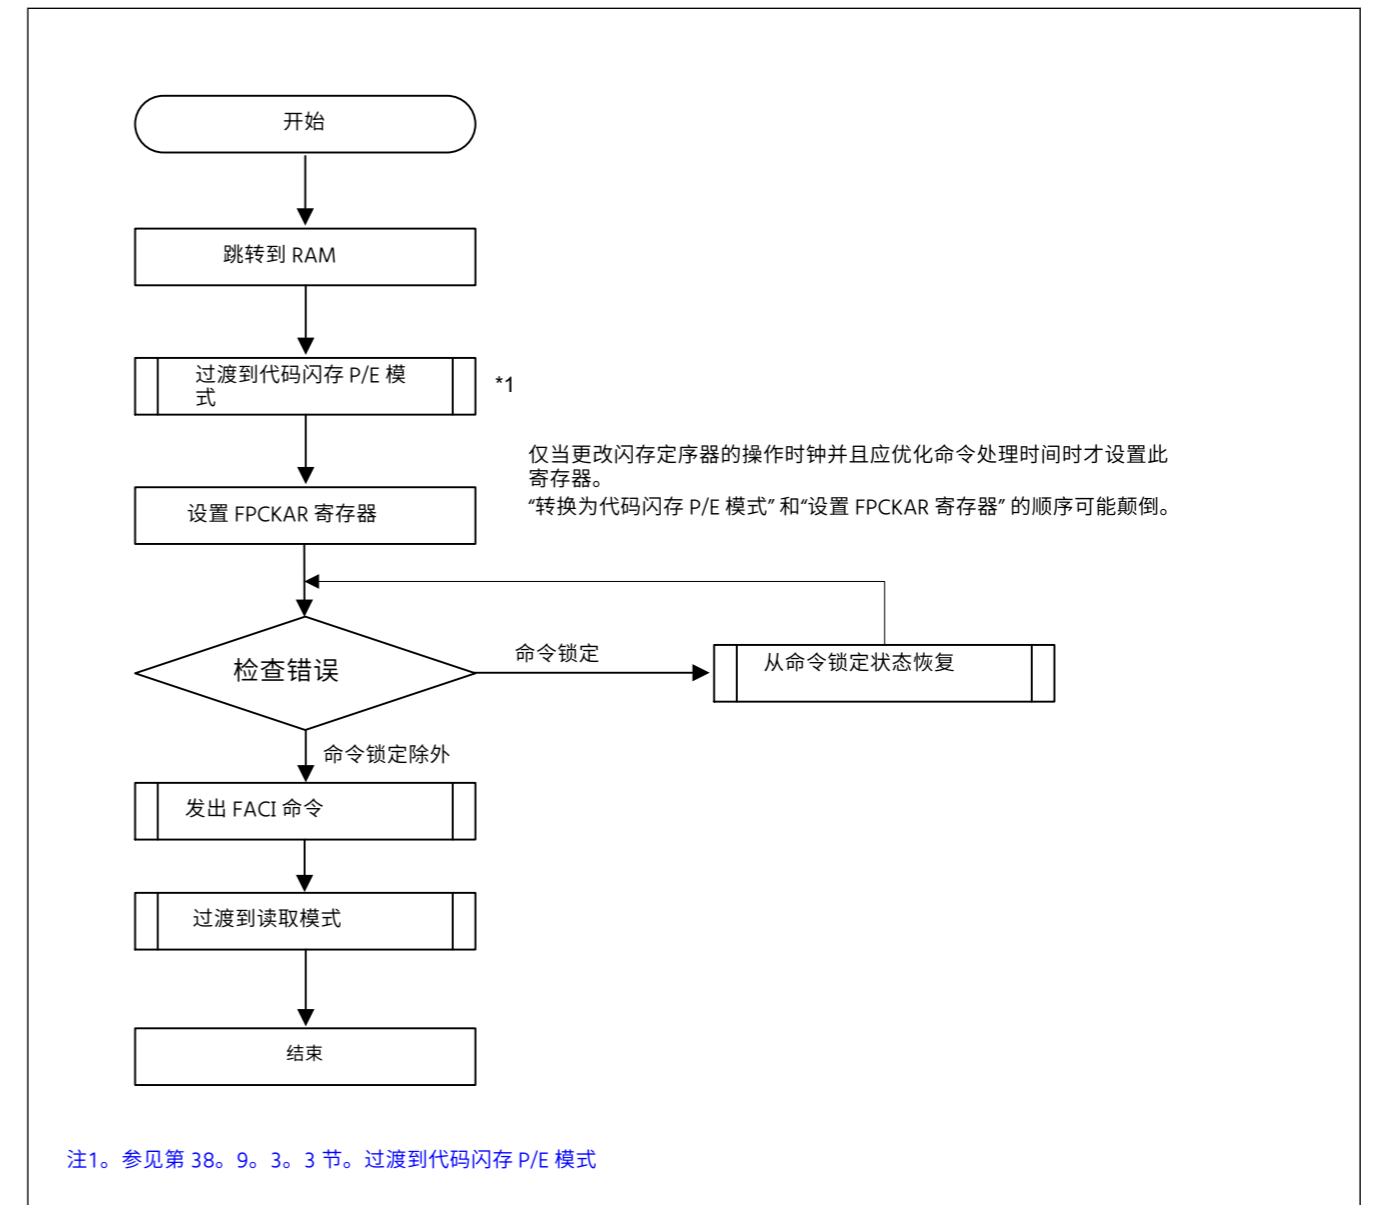 开始
跳转到 RAM
过渡到代码闪存 P/E 模
式
*1
仅当更改闪存定序器的操作时钟并且应优化命令处理时间时才设置此
寄存器。
“转换为代码闪存 P/E 模式” 和“设置 FPCKAR 寄存器” 的顺序可能颠倒。
设置 FPCKAR 寄存器
检查错误
命令锁定
从命令锁定状态恢复
命令锁定除外
发出 FACI 命令
过渡到读取模式
结束
注1。参见第 38。9。3。3 节。过渡到代码闪存 P/E 模式